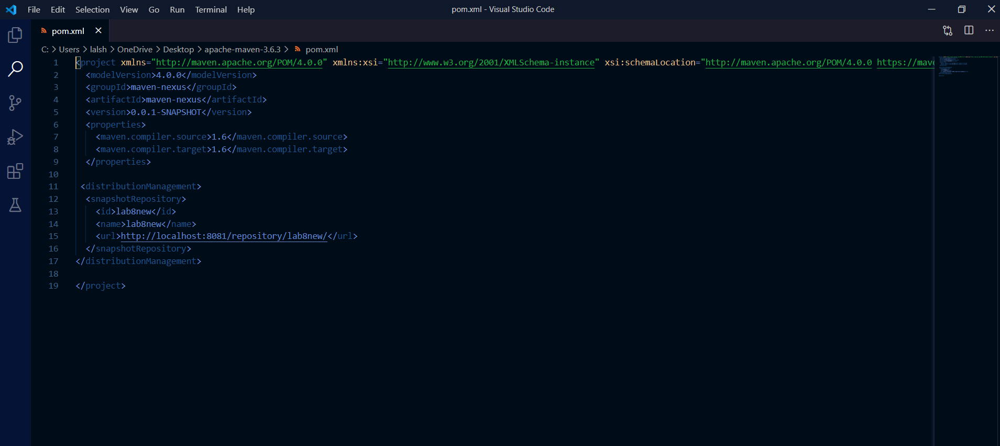 File Edit Selection View Go Run Terminal Help pom.xml - Visual Studio Code
pom.xml
C: > Users > lalsh > OneDrive > Desktop > apache-maven-3.6.3 > pom.xml
1 <project xmlns="http://maven.apache.org/POM/4.0.0" xmlns:xsi="http://www.w3.org/2001/XMLSchema-instance" xsi:schemaLocation="http://maven.apache.org/POM/4.0.0 https://mave
2 <modelVersion>4.0.0</modelVersion>
3 <groupId>maven-nexus</groupId>
4 <artifactId>maven-nexus</artifactId>
5 <version>0.0.1-SNAPSHOT</version>
6 <properties>
7 <maven.compiler.source>1.6</maven.compiler.source>
8 <maven.compiler.target>1.6</maven.compiler.target>
9 </properties>
10
11 <distributionManagement>
12 <snapshotRepository>
13 <id>lab8new</id>
14 <name>lab8new</name>
15 <url>http://localhost:8081/repository/lab8new/</url>
16 </snapshotRepository>
17 </distributionManagement>
18
19 </project>